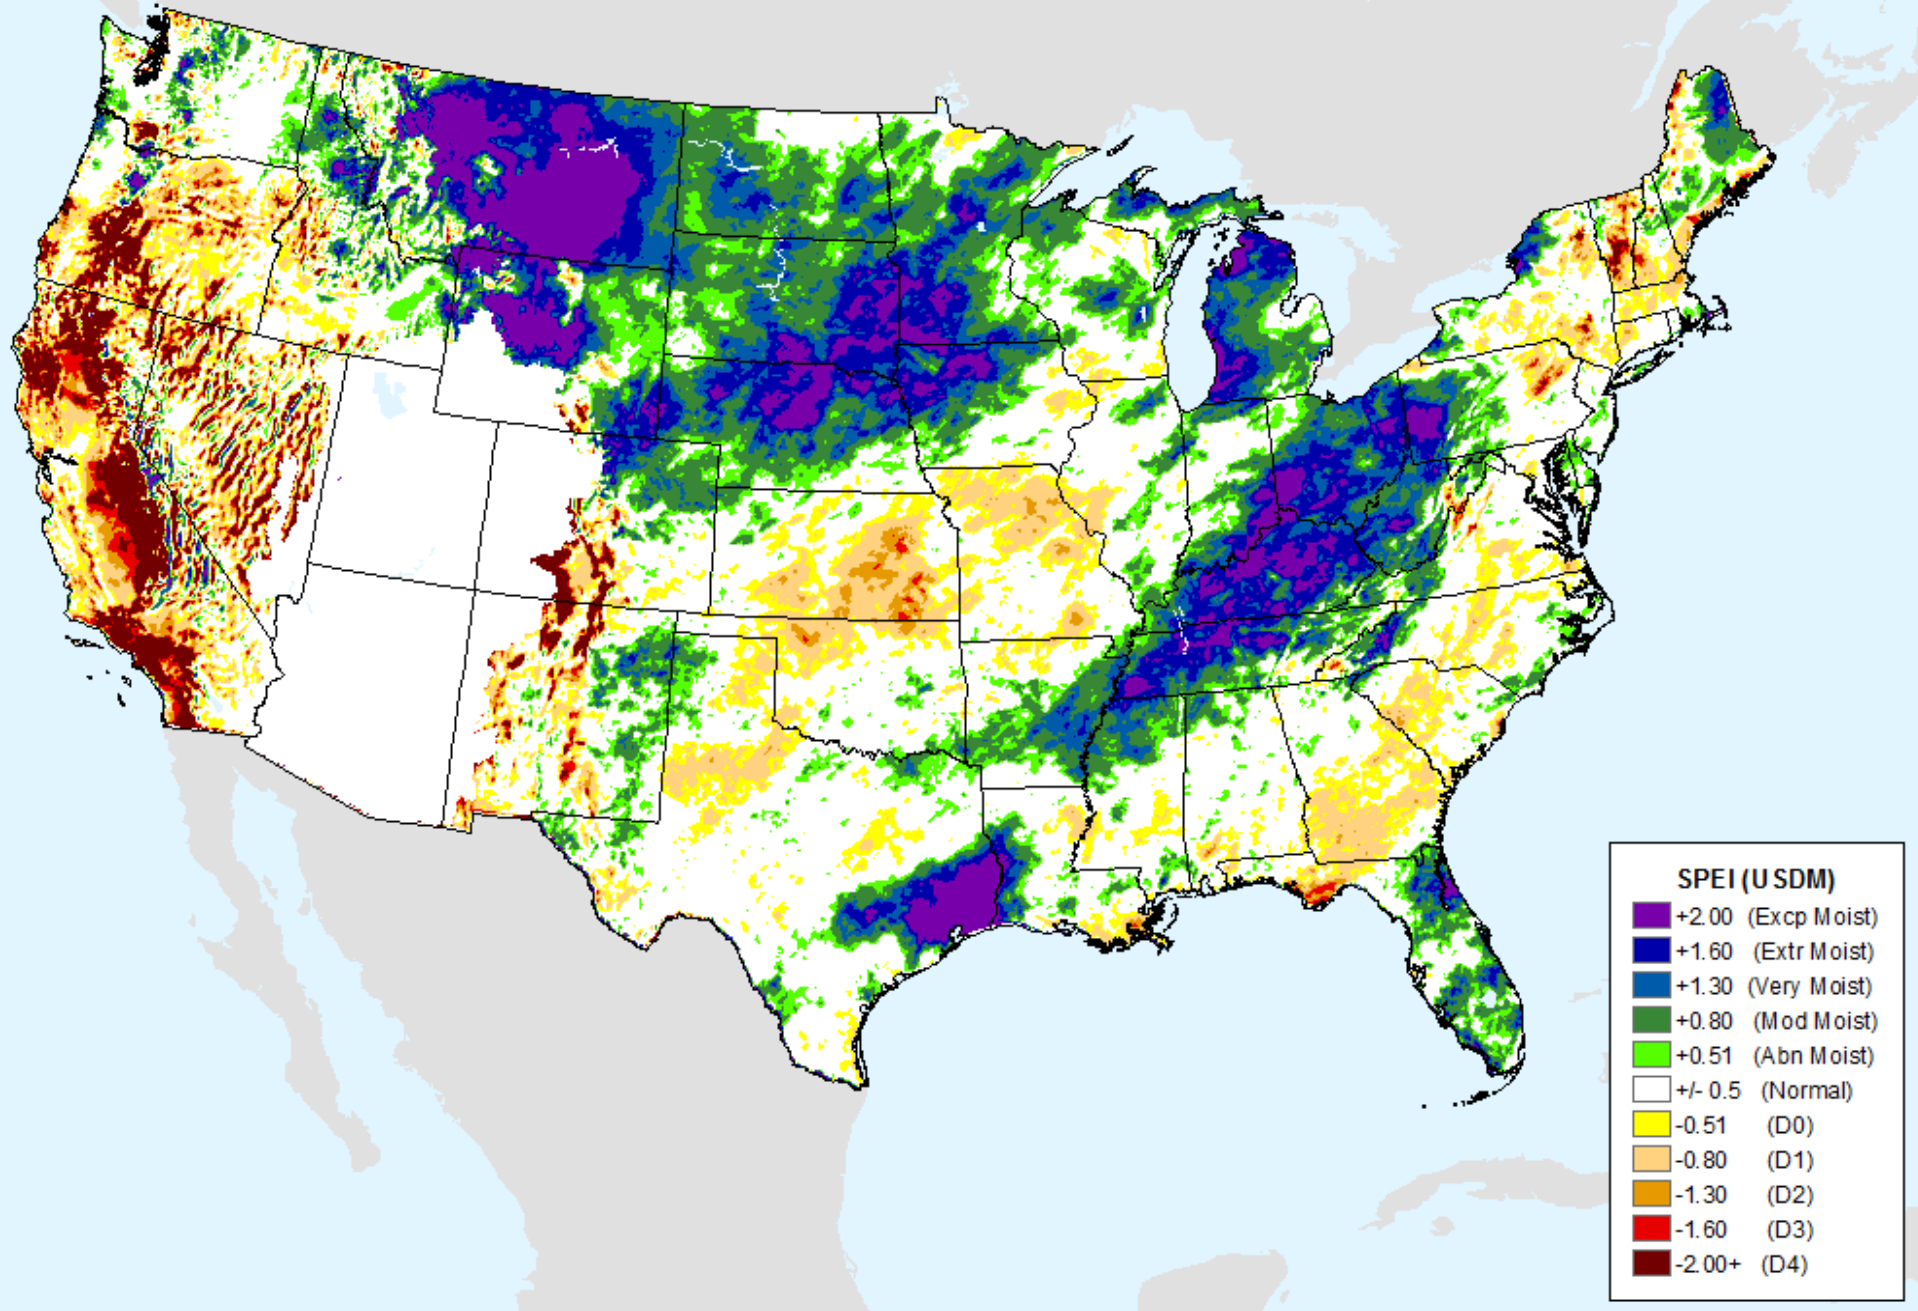 SPEI (USDM)
+2.00 (Excp Moist)
+1.60 (Extr Moist)
+1.30 (Very Moist)
+0.80 (Mod Moist)
+0.51 (Abn Moist)
+/- 0.5 (Normal)
-0.51 (D0)
-0.80 (D1)
-1.30 (D2)
-1.60 (D3)
-2.00+ (D4)